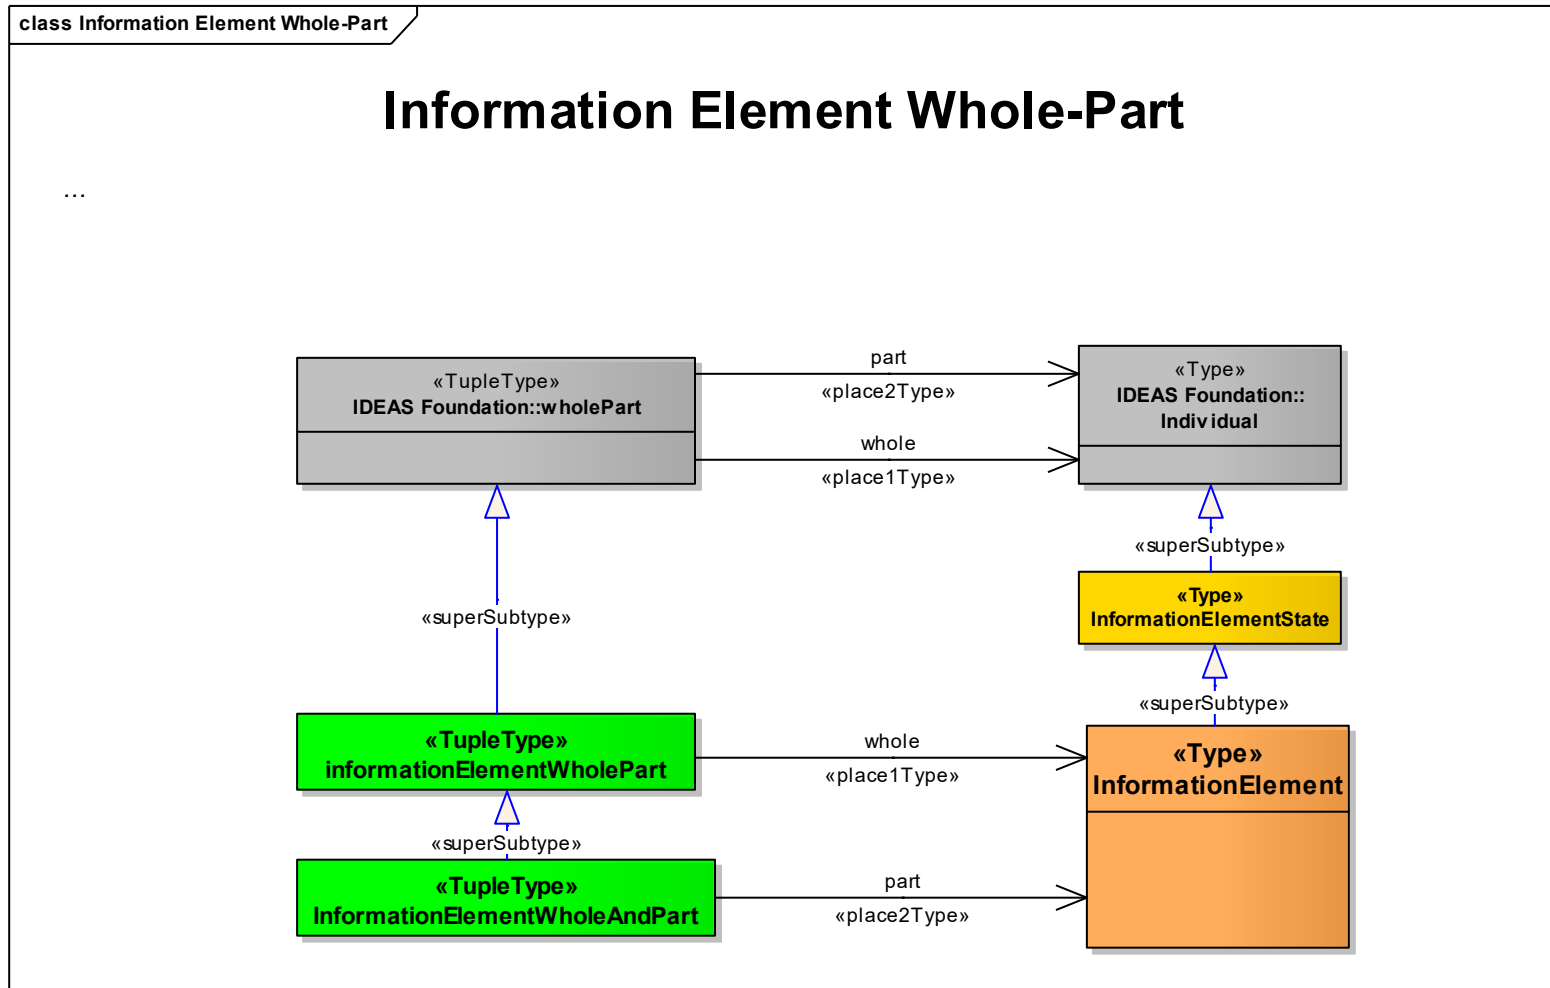 class Information Element Whole-Part
Information Element Whole-Part
...
«TupleType»
IDEAS Foundation::wholePart
part
«place2Type»
whole
«place1Type»
«Type»
IDEAS Foundation::
Individual
«superSubtype»
«superSubtype»
«Type»
InformationElementState
«superSubtype»
«TupleType»
informationElementWholePart
whole
«place1Type»
«Type»
InformationElement
«superSubtype»
«TupleType»
InformationElementWholeAndPart
part
«place2Type»